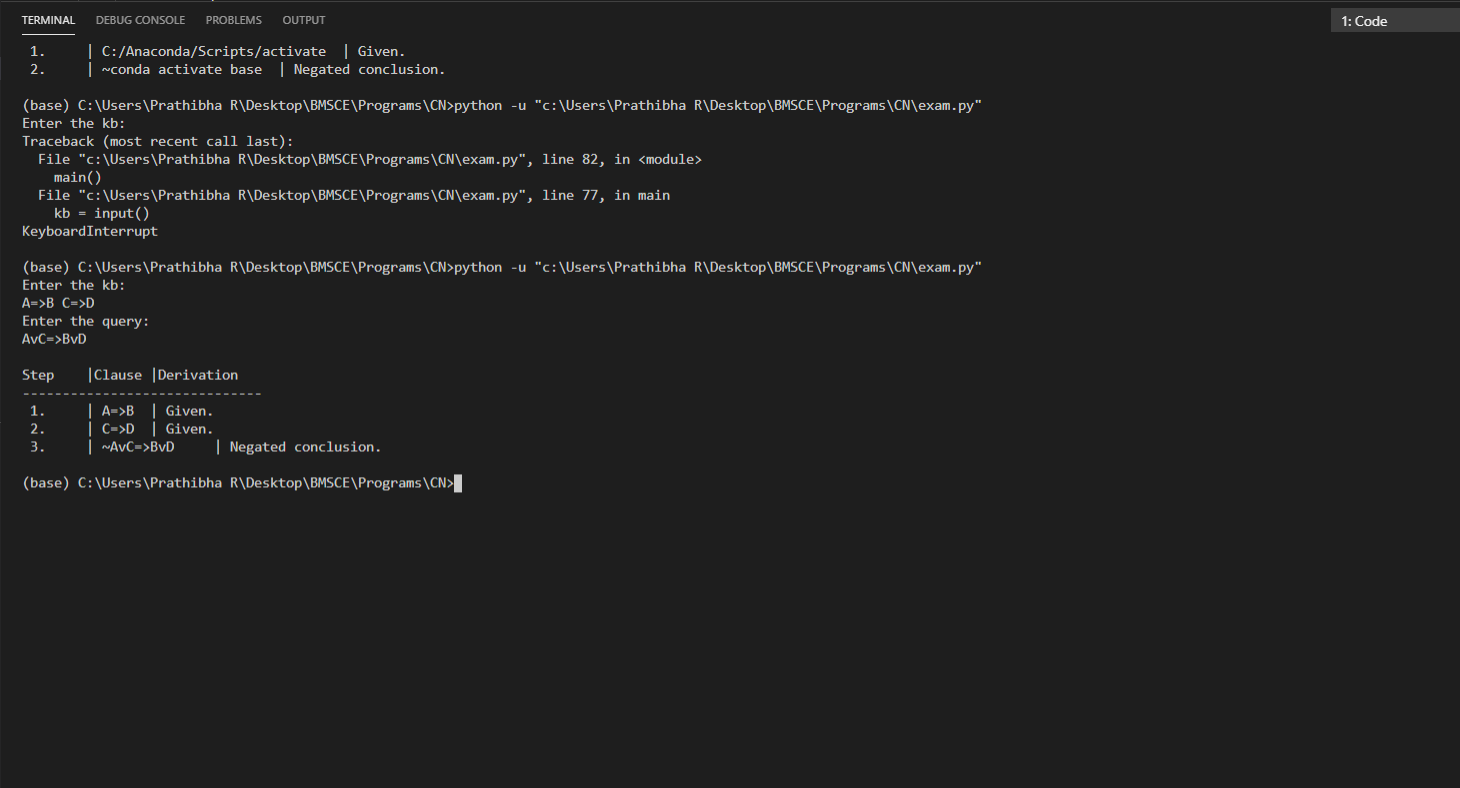 TERMINAL DEBUG CONSOLE PROBLEMS OUTPUT 1: Code
1. | C:/Anaconda/Scripts/activate | Given.
2. | ~conda activate base | Negated conclusion.
(base) C:\Users\Prathibha R\Desktop\BMSCE\Programs\CN>python -u "c:\Users\Prathibha R\Desktop\BMSCE\Programs\CN\exam.py"
Enter the kb:
Traceback (most recent call last):
File "c:\Users\Prathibha R\Desktop\BMSCE\Programs\CN\exam.py", line 82, in <module>
main()
File "c:\Users\Prathibha R\Desktop\BMSCE\Programs\CN\exam.py", line 77, in main
kb = input()
KeyboardInterrupt
(base) C:\Users\Prathibha R\Desktop\BMSCE\Programs\CN>python -u "c:\Users\Prathibha R\Desktop\BMSCE\Programs\CN\exam.py"
Enter the kb:
A=>B C=>D
Enter the query:
AvC=>BvD
Step |Clause |Derivation
------------------------------
1. | A=>B | Given.
2. | C=>D | Given.
3. | ~AvC=>BvD | Negated conclusion.
(base) C:\Users\Prathibha R\Desktop\BMSCE\Programs\CN>